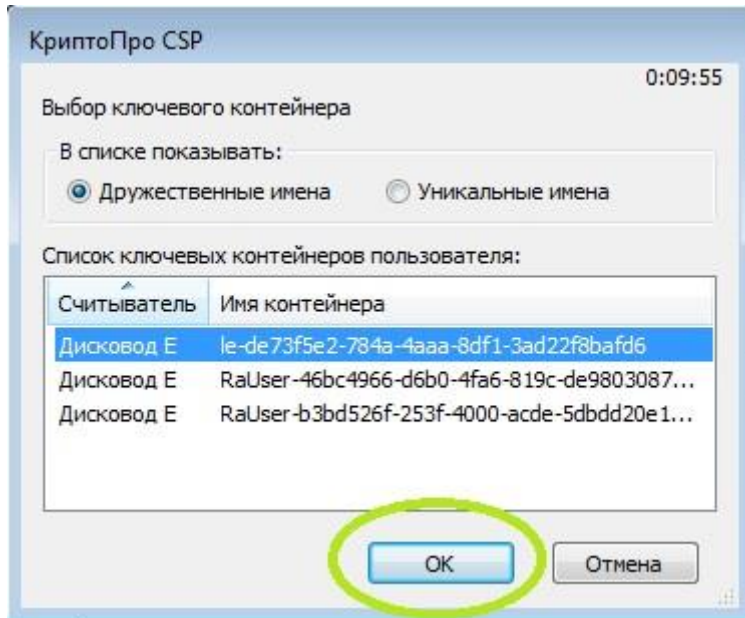 КриптоПро CSP
0:09:55
Выбор ключевого контейнера
В списке показывать:
Дружественные имена Уникальные имена
Список ключевых контейнеров пользователя:
Считыватель Имя контейнера
Дисковод E le-de73f5e2-784a-4aaa-8df1-3ad22f8bafd6
Дисковод E RaUser-46bc4966-d6b0-4fa6-819c-de9803087...
Дисковод E RaUser-b3bd526f-253f-4000-acde-5dbdd20e1...
OK Отмена